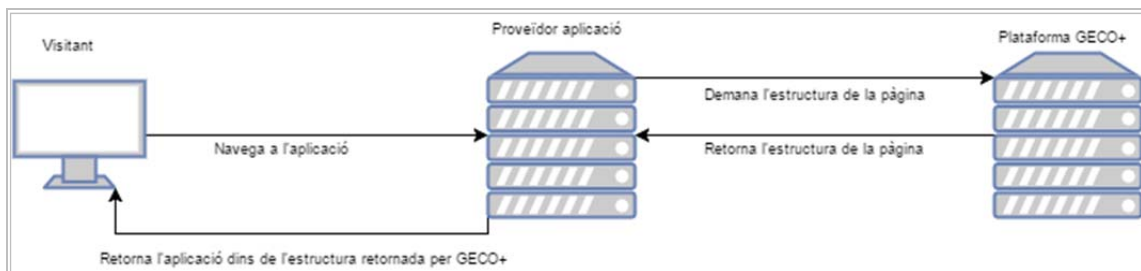 Visitant
Proveïdor aplicació
Plataforma GECO+
Demana l'estructura de la pàgina
Navega a l'aplicació
Retorna l'estructura de la pàgina
Retorna l'aplicació dins de l'estructura retornada per GECO+